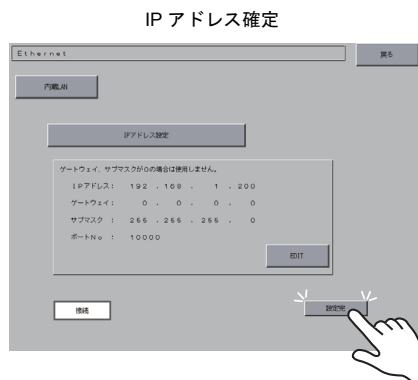 IP アドレス確定
Ethernet
戻る
内蔵LAN
IPアドレス設定
ゲートウェイ、サブマスクが0の場合は使用しません。
IPアドレス: 192 . 168 . 1 . 200
ゲートウェイ: 0 . 0 . 0 . 0
サブマスク : 255 . 255 . 255 . 0
ポートNo : 10000
EDIT
接続
設定完